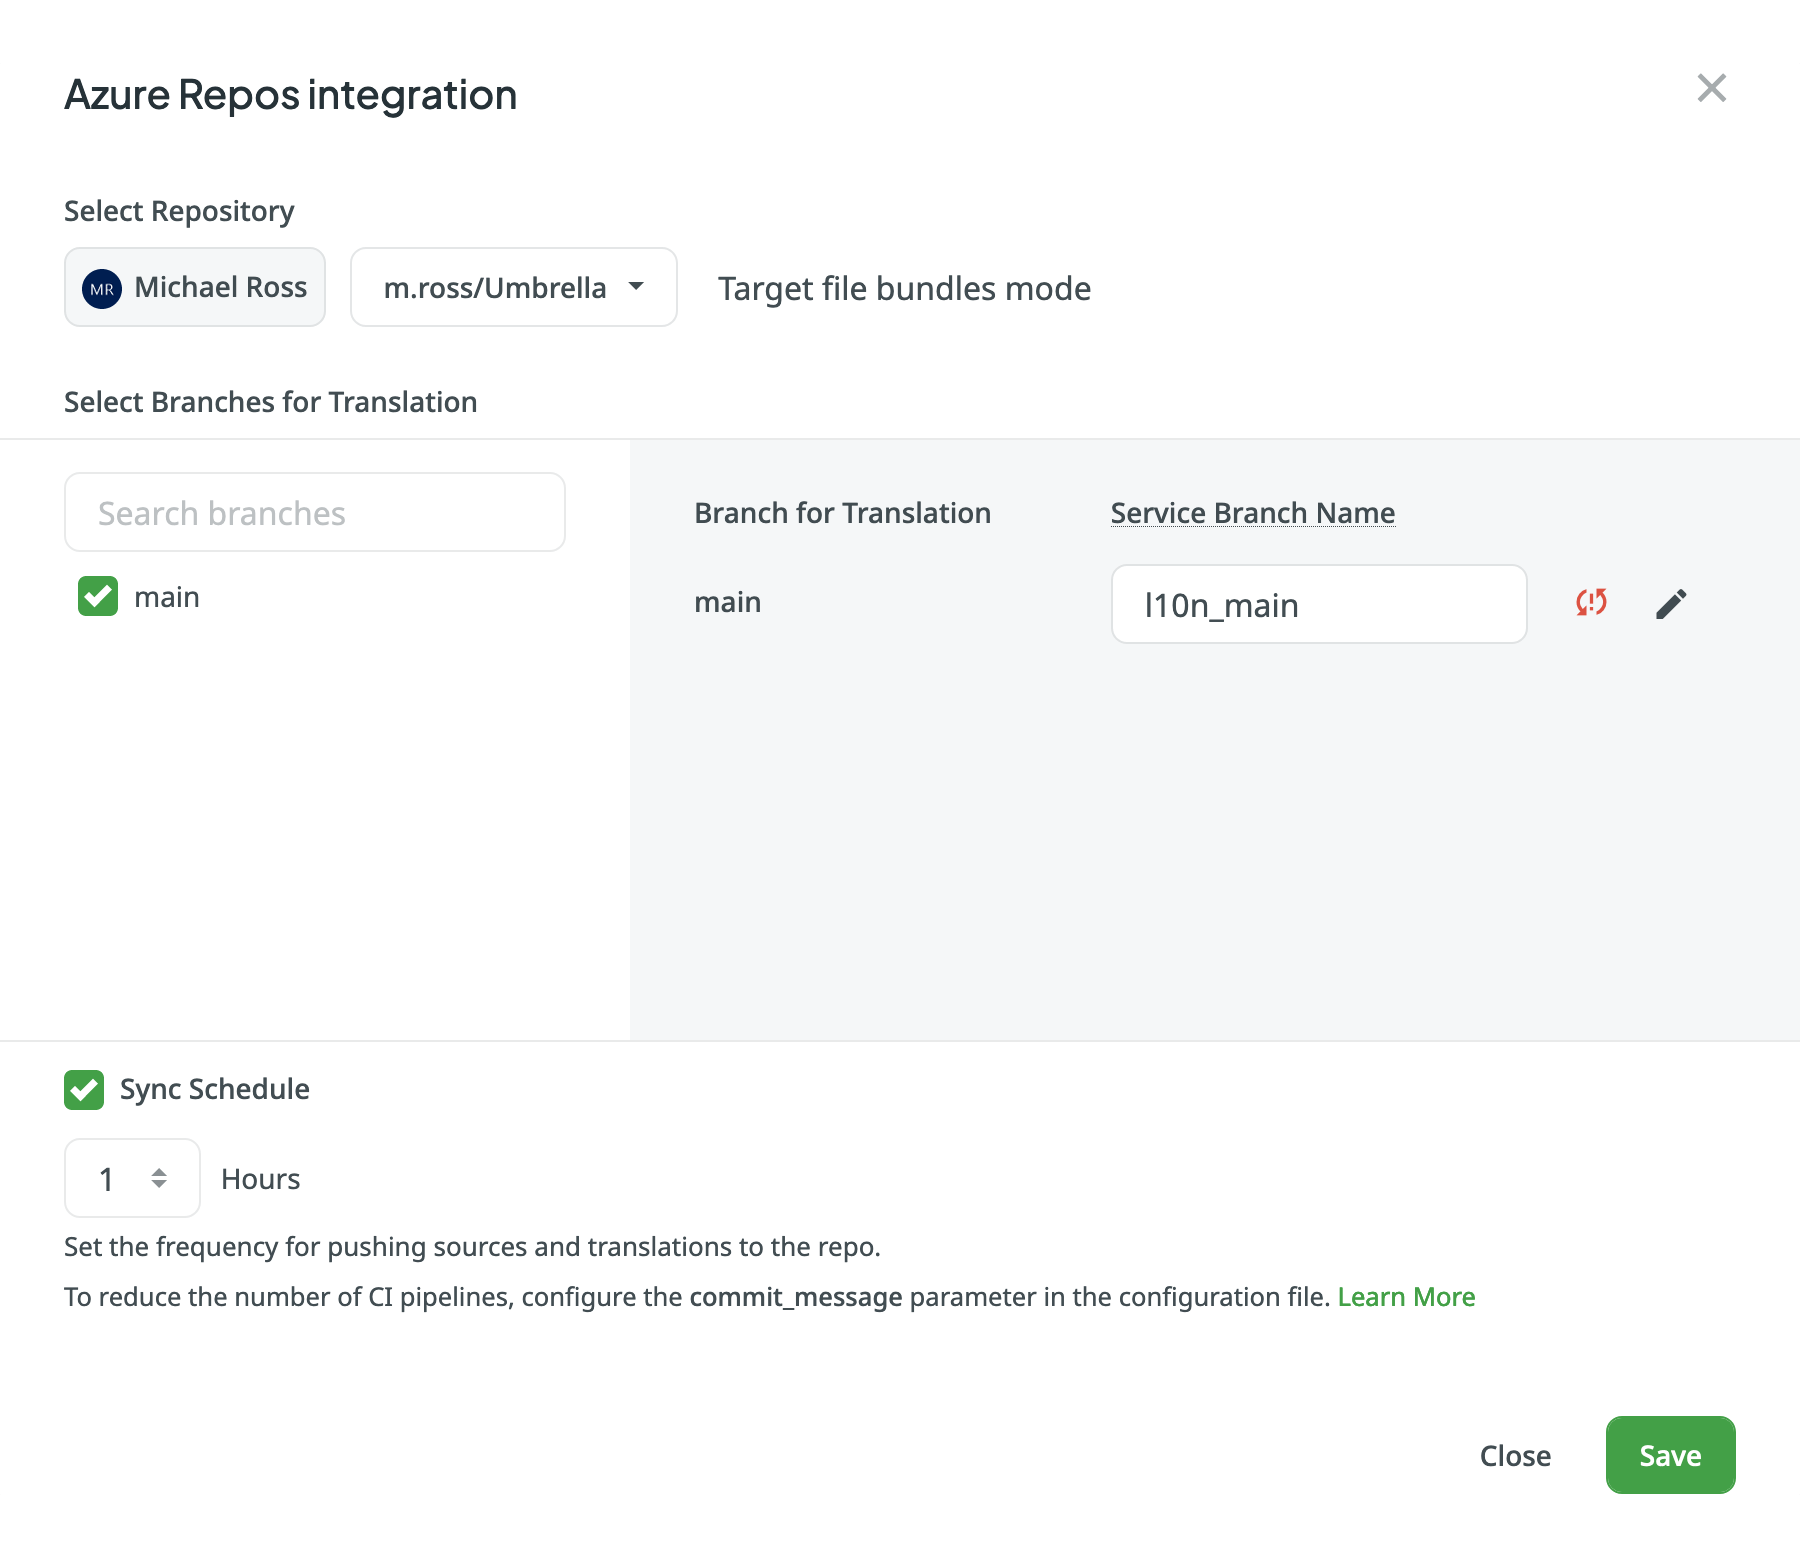 Azure Repos integration
Select Repository
MR Michael Ross m.ross/Umbrella Target file bundles mode
Select Branches for Translation
Search branches
main
Branch for Translation Service Branch Name
main l10n_main
Sync Schedule
1 Hours
Set the frequency for pushing sources and translations to the repo.
To reduce the number of CI pipelines, configure the commit_message parameter in the configuration file. Learn More
Close Save